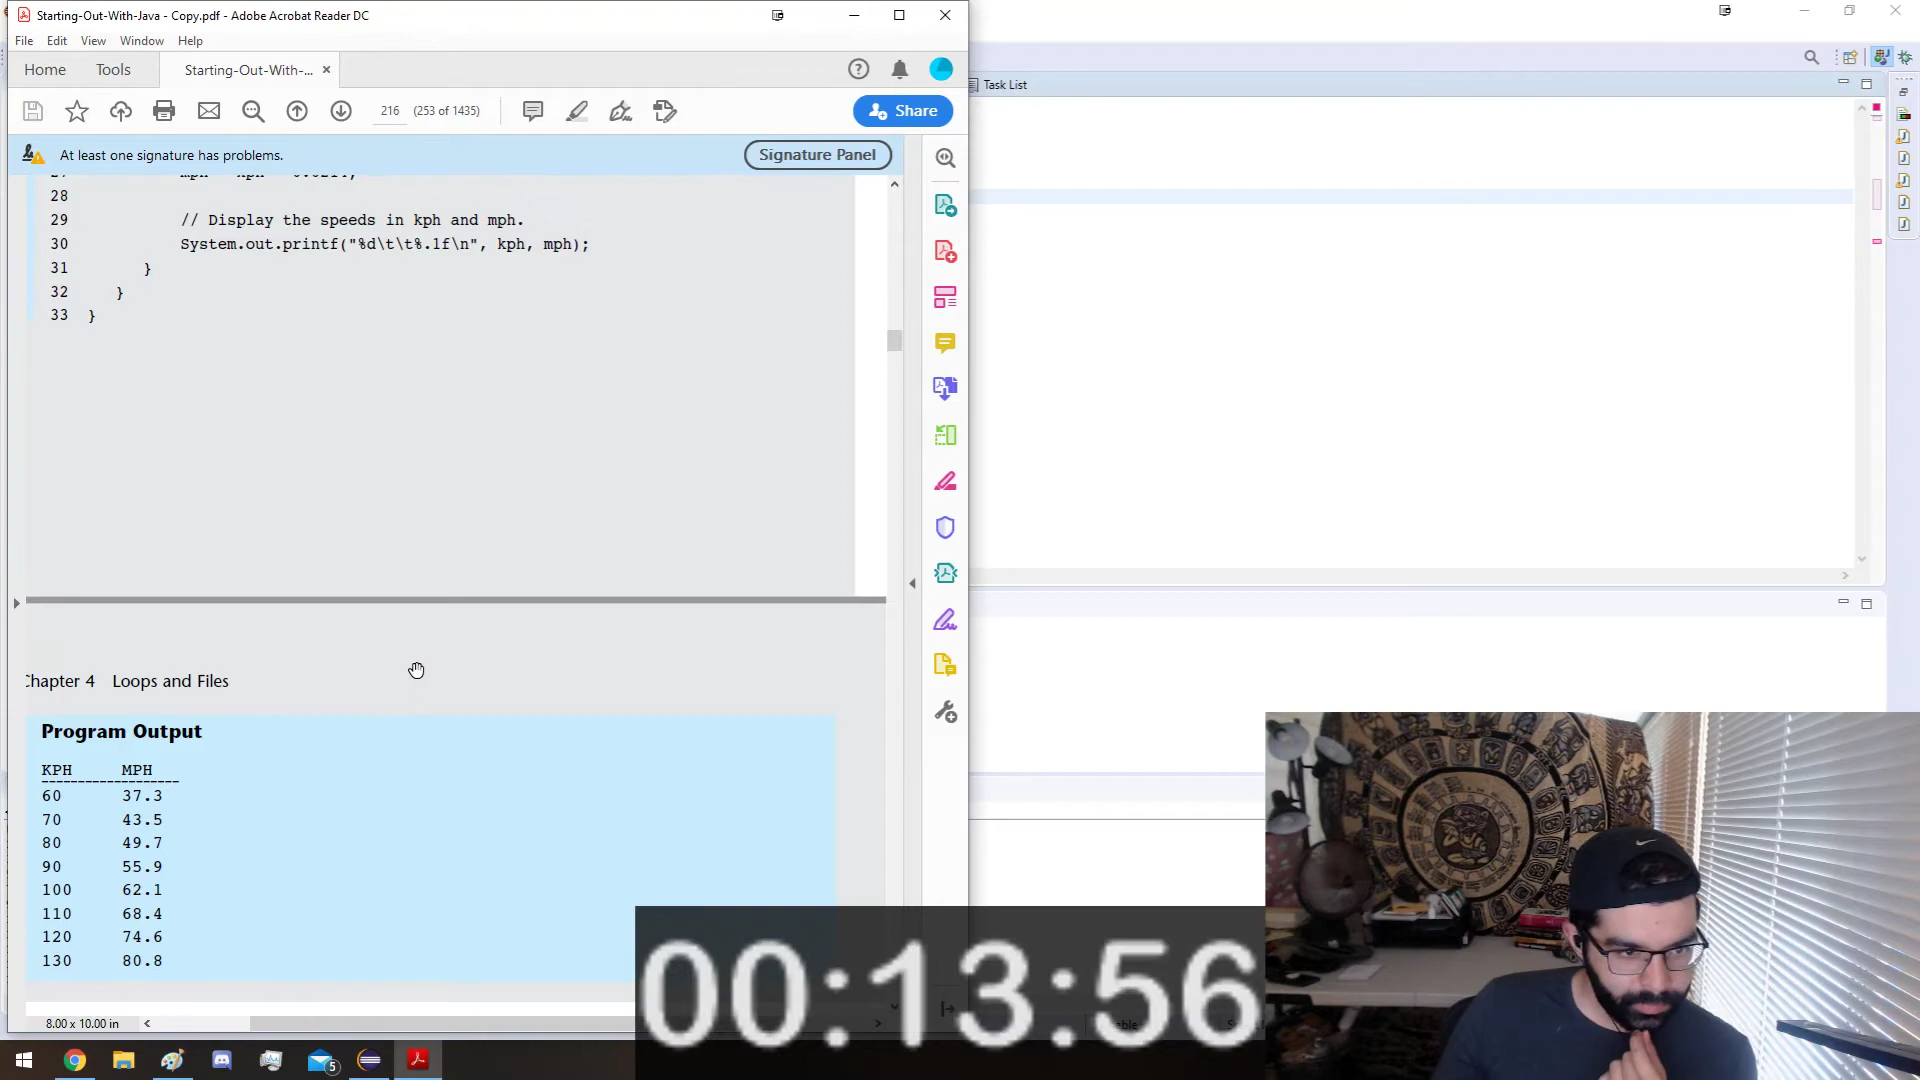 Starting-Out-With-Java - Copy.pdf - Adobe Acrobat Reader DC
File Edit View Window Help
Home Tools Starting-Out-With-... ×
216 (253 of 1435)
Share
At least one signature has problems.
Signature Panel
28
29 // Display the speeds in kph and mph.
30 System.out.printf("%d\t\t%.1f\n", kph, mph);
31 }
32 }
33 }
Chapter 4 Loops and Files
Program Output
KPH MPH
--------------------
60 37.3
70 43.5
80 49.7
90 55.9
100 62.1
110 68.4
120 74.6
130 80.8
8.00 x 10.00 in
Task List
00:13:56
5